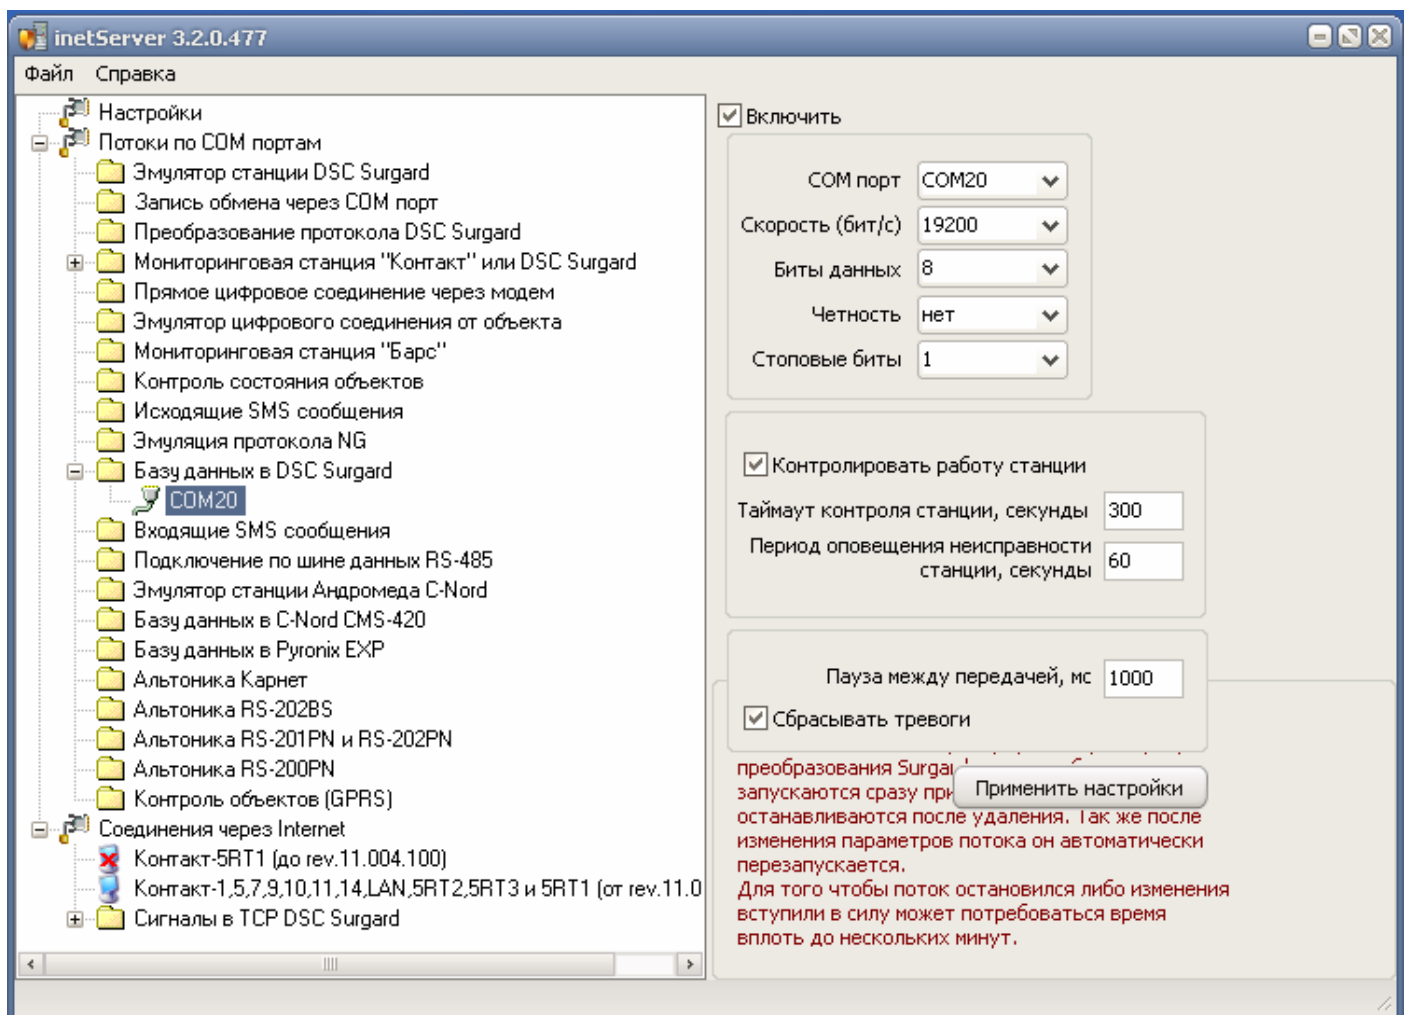 inetServer 3.2.0.477
Файл Справка
Настройки
Потоки по COM портам
Эмулятор станции DSC Surgard
Запись обмена через COM порт
Преобразование протокола DSC Surgard
Мониторинговая станция "Контакт" или DSC Surgard
Прямое цифровое соединение через модем
Эмулятор цифрового соединения от объекта
Мониторинговая станция "Барс"
Контроль состояния объектов
Исходящие SMS сообщения
Эмуляция протокола NG
Базу данных в DSC Surgard
COM20
Входящие SMS сообщения
Подключение по шине данных RS-485
Эмулятор станции Андромеда C-Nord
Базу данных в C-Nord CMS-420
Базу данных в Pyronix EXP
Альтоника Карнет
Альтоника RS-202BS
Альтоника RS-201PN и RS-202PN
Альтоника RS-200PN
Контроль объектов (GPRS)
Соединения через Internet
Контакт-5RT1 (до rev.11.004.100)
Контакт-1,5,7,9,10,11,14,LAN,5RT2,5RT3 и 5RT1 (от rev.11.0
Сигналы в TCP DSC Surgard
Включить
COM порт COM20
Скорость (бит/с) 19200
Биты данных 8
Четность нет
Стоповые биты 1
Контролировать работу станции
Таймаут контроля станции, секунды 300
Период оповещения неисправности
станции, секунды 60
Пауза между передачей, мс 1000
Сбрасывать тревоги
преобразования
Применить настройки
запускаются сразу
останавливаются после удаления. Так же после
изменения параметров потока он автоматически
перезапускается.
Для того чтобы поток остановился либо изменения
вступили в силу может потребоваться время
вплоть до нескольких минут.